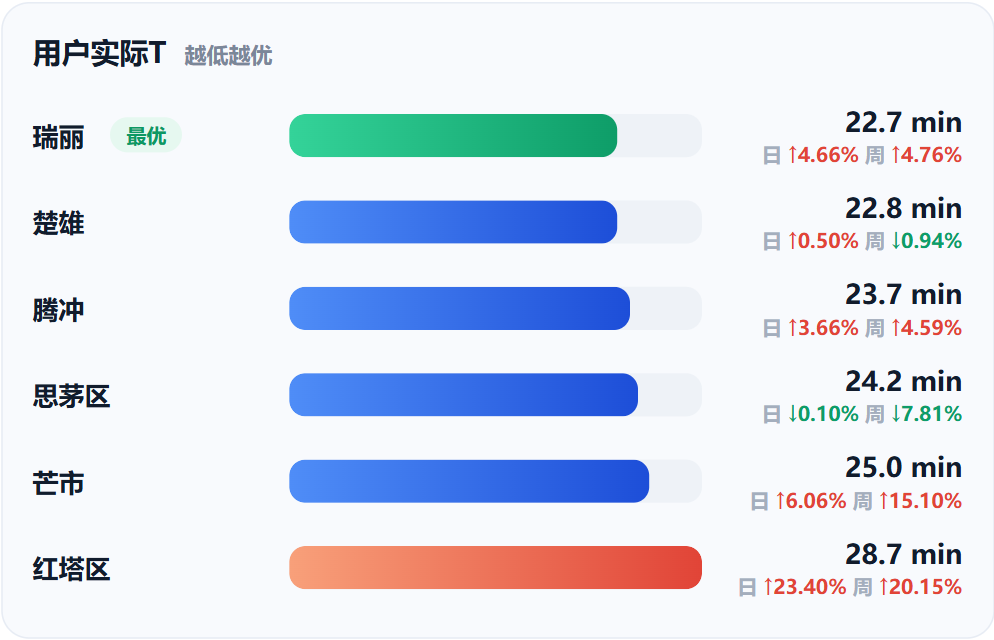 用户实际T 越低越优
瑞丽 最优 22.7 min
日 ↑4.66% 周 ↑4.76%
楚雄 22.8 min
日 ↑0.50% 周 ↓0.94%
腾冲 23.7 min
日 ↑3.66% 周 ↑4.59%
思茅区 24.2 min
日 ↓0.10% 周 ↓7.81%
芒市 25.0 min
日 ↑6.06% 周 ↑15.10%
红塔区 28.7 min
日 ↑23.40% 周 ↑20.15%